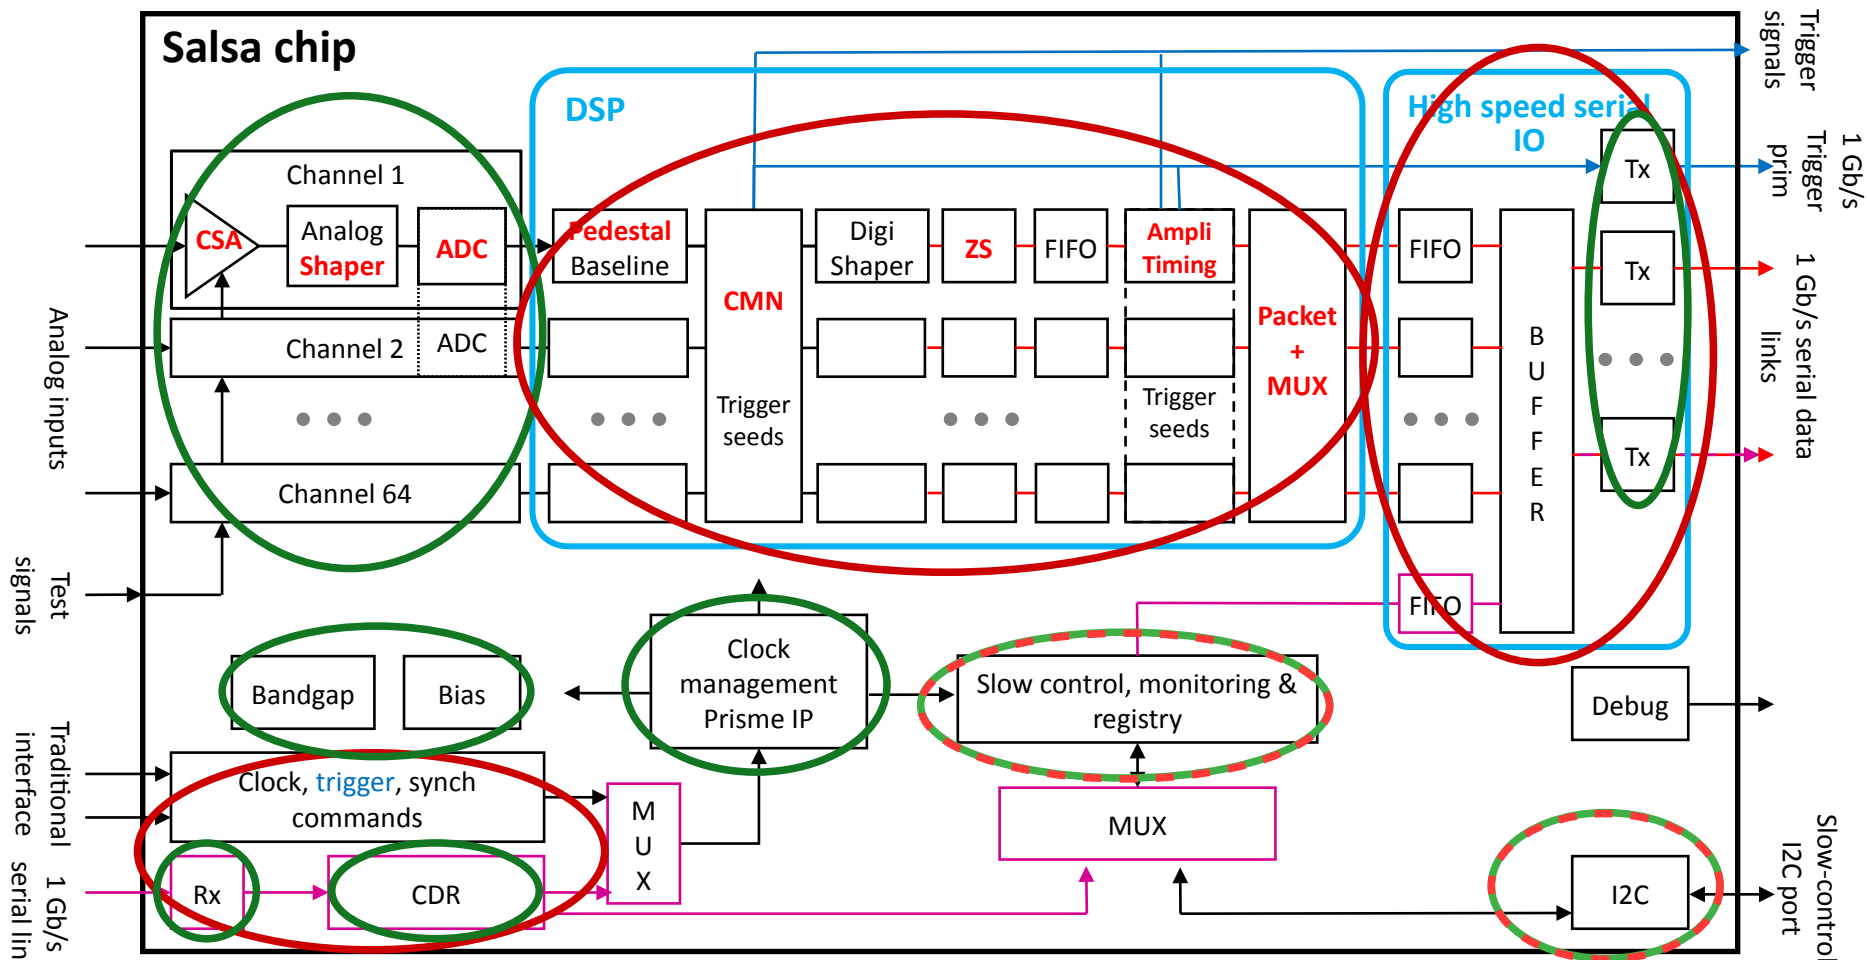 Salsa chip
Trigger
signals
DSP
High speed serial
IO
1 Gb/s
Trigger
prim
Channel 1
CSA
Analog
Shaper
ADC
Pedestal
Baseline
CMN
Trigger
seeds
Digi
Shaper
ZS
FIFO
Ampli
Timing
Trigger
seeds
Packet
+
MUX
FIFO
B
U
F
F
E
R
Tx
Tx
Tx
1 Gb/s serial data
links
Analog inputs
Channel 2
ADC
Channel 64
Test
signals
FIFO
Clock
management
Prisme IP
Slow control, monitoring &
registry
Bandgap
Bias
Debug
Traditional
interface
Clock, trigger, synch
commands
M
U
X
MUX
1 Gb/s
serial lin
Rx
CDR
I2C
Slow-control
I2C port